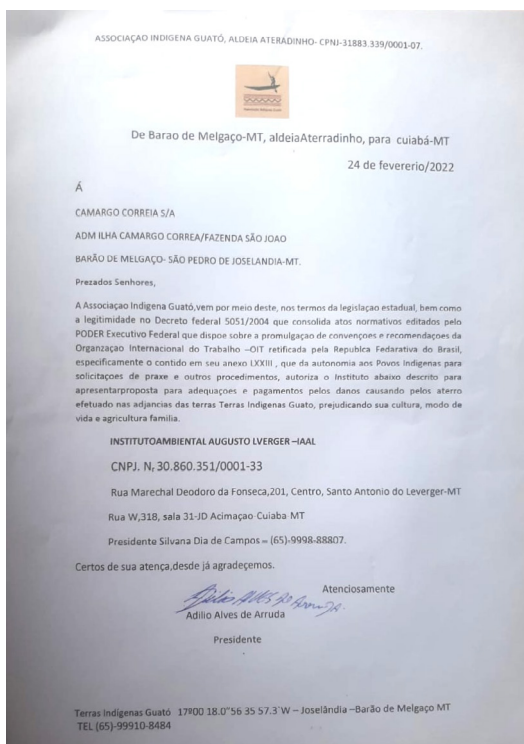 ASSOCIAÇAO INDIGENA GUATÓ, ALDEIA ATERADINHO- CPNJ-31883.339/0001-07.
De Barao de Melgaço-MT, aldeiaAterradinho, para cuiabá-MT
24 de fevererio/2022
Á
CAMARGO CORREIA S/A
ADM ILHA CAMARGO CORREA/FAZENDA SÃO JOAO
BARÃO DE MELGAÇO- SÃO PEDRO DE JOSELANDIA-MT.
Prezados Senhores,
A Associaçao Indigena Guató,vem por meio deste, nos termos da legislaçao estadual, bem como
a legitimidade no Decreto federal 5051/2004 que consolida atos normativos editados pelo
PODER Executivo Federal que dispoe sobre a promulgaçao de convenções e recomendações da
Organzaçao Internacional do Trabalho –OIT retificada pela Republica Fedarativa do Brasil,
especificamente o contido em seu anexo LXXIII , que da autonomia aos Povos Indigenas para
solicitaçoes de praxe e outros procedimentos, autoriza o Instituto abaixo descrito para
apresentarproposta para adequaçoes e pagamentos pelos danos causando pelos aterro
efetuado nas adjancias das terras Terras Indigenas Guato, prejudicando sua cultura, modo de
vida e agricultura familia.
INSTITUTOAMBIENTAL AUGUSTO LVERGER –IAAL
CNPJ. N, 30.860.351/0001-33
Rua Marechal Deodoro da Fonseca,201, Centro, Santo Antonio do Leverger-MT
Rua W,318, sala 31-JD Acimaçao-Cuiaba-MT
Presidente Silvana Dia de Campos – (65)-9998-88807.
Certos de sua atença,desde já agradeçemos.
Atenciosamente
Adilio Alves de Arruda
Presidente
Terras Indigenas Guató 17º00 18.0"56 35 57.3´W – Joselândia –Barão de Melgaço MT
TEL (65)-99910-8484